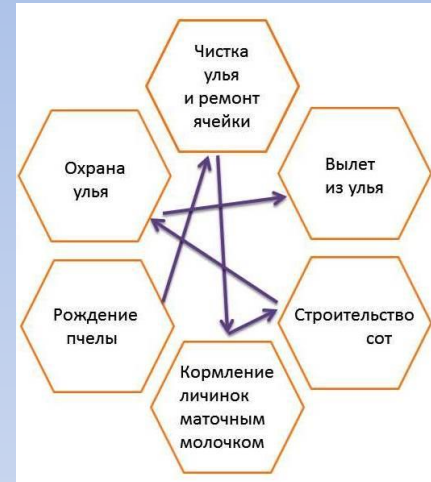 Чистка
улья
и ремонт
ячейки
Охрана
улья
Вылет
из улья
Рождение
пчелы
Строительство
сот
Кормление
личинок
маточным
молочком